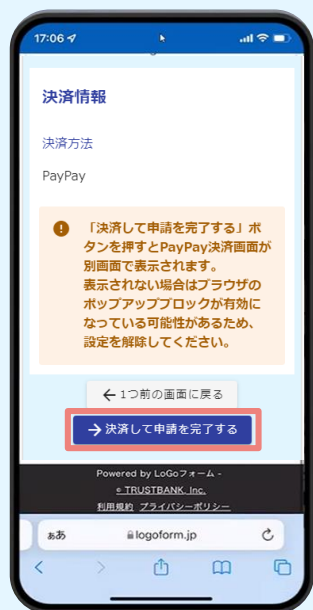 17:06
決済情報
決済方法
PayPay
「決済して申請を完了する」ボ
タンを押すとPayPay決済画面が
別画面で表示されます。
表示されない場合はブラウザの
ポップアップブロックが有効に
なっている可能性があるため、
設定を解除してください。
← 1つ前の画面に戻る
→ 決済して申請を完了する
Powered by LoGoフォーム -
© TRUSTBANK, Inc.
利用規約 プライバシーポリシー
ぁあ logoform.jp